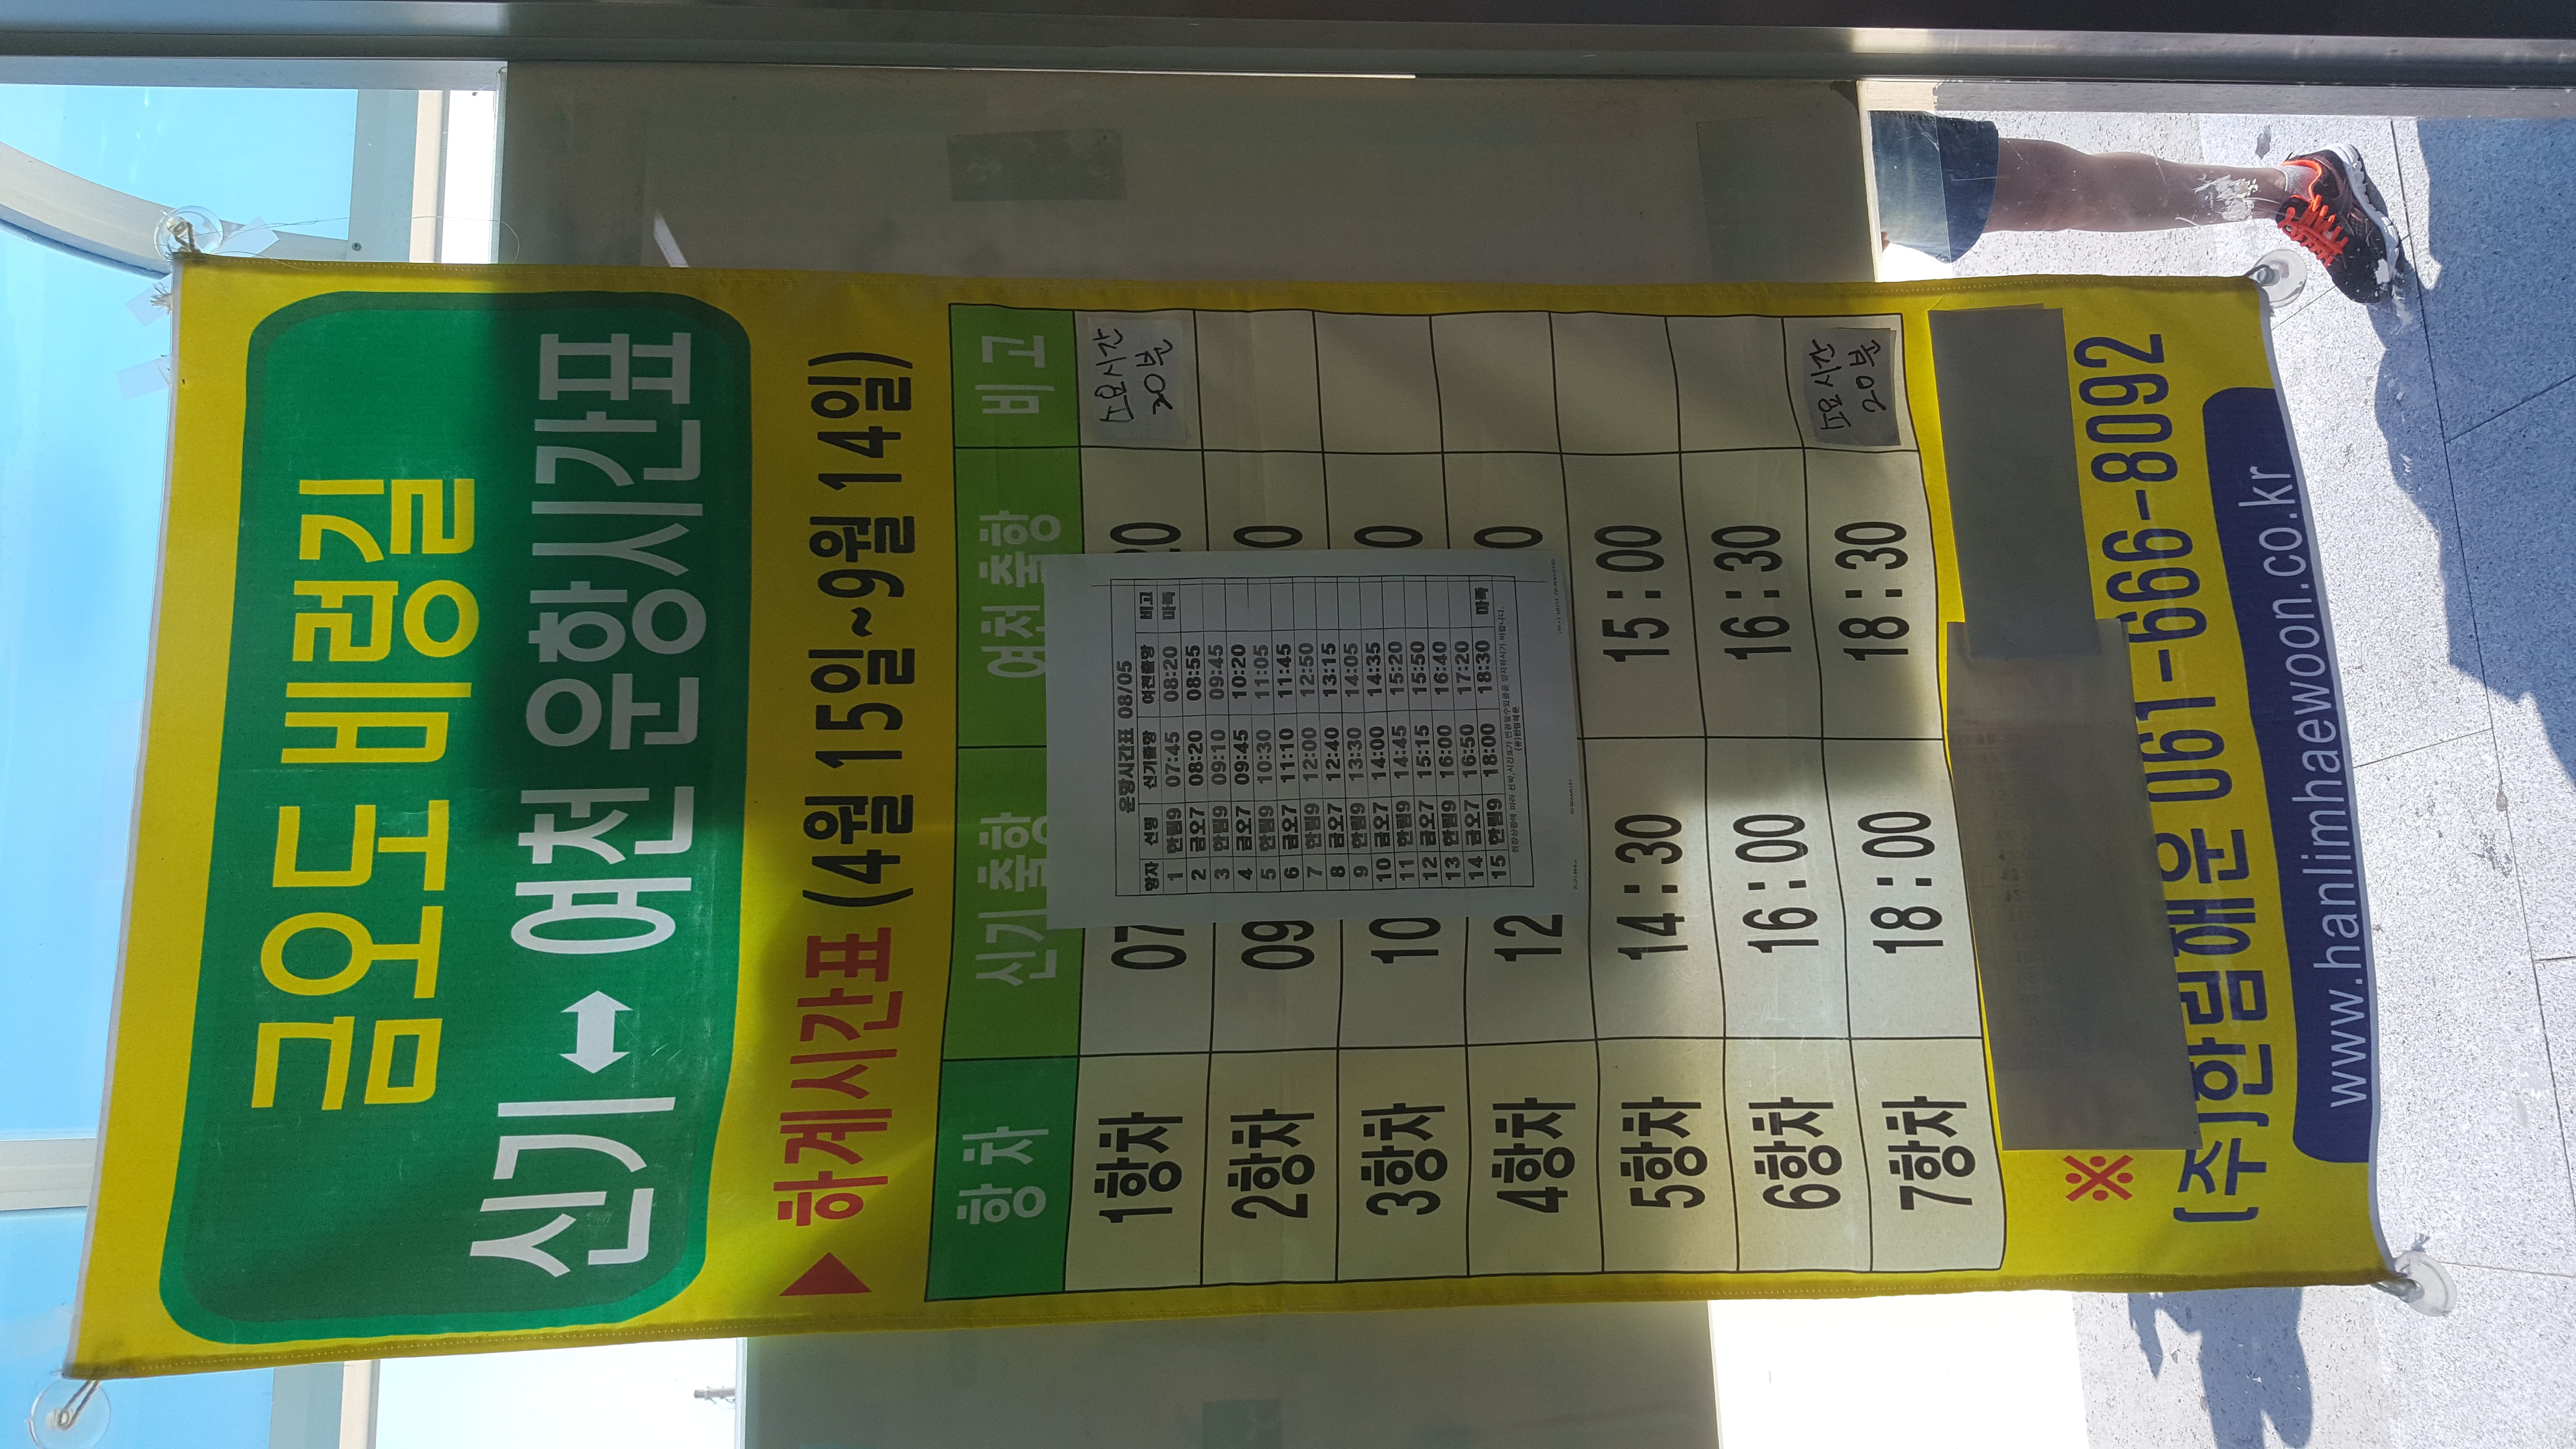 금오도 비렁길
신기 ↔ 여천 운항시간표
▶ 하계시간표 (4월 15일~9월 14일)
항 차 신기 출항 여천 출항 비 고
1항차 07 20 소요시간 20분
2항차 09 0
3항차 10 0
4항차 12 0
5항차 14:30 15:00
6항차 16:00 16:30
7항차 18:00 18:30 소요시간 20분
운항시간표 08/05
항차 선명 신기출항 여천출항 비고
1 한림9 07:45 08:20 마족
2 금오7 08:20 08:55
3 한림9 09:10 09:45
4 금오7 09:45 10:20
5 한림9 10:30 11:05
6 금오7 11:10 11:45
7 한림9 12:00 12:50
8 금오7 12:40 13:15
9 한림9 13:30 14:05
10 금오7 14:00 14:35
11 한림9 14:45 15:20
12 금오7 15:15 15:50
13 한림9 16:00 16:40
14 금오7 16:50 17:20
15 한림9 18:00 18:30 마족
※
(주)한림해운 061-666-8092
www.hanlimhaewoon.co.kr